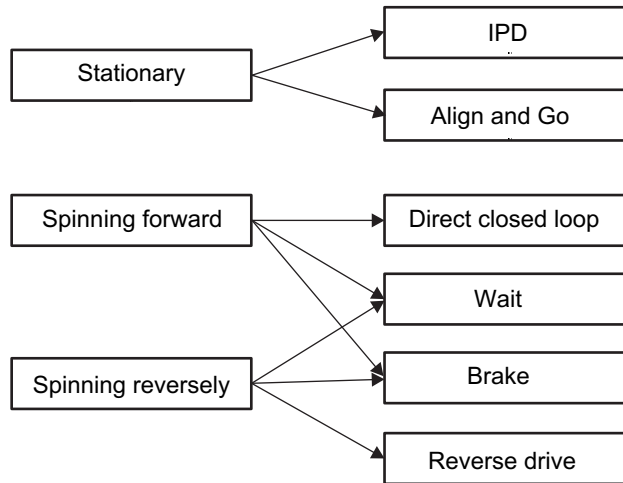 IPD
Stationary
Align and Go
Spinning forward
Direct closed loop
Wait
Spinning reversely
Brake
Reverse drive